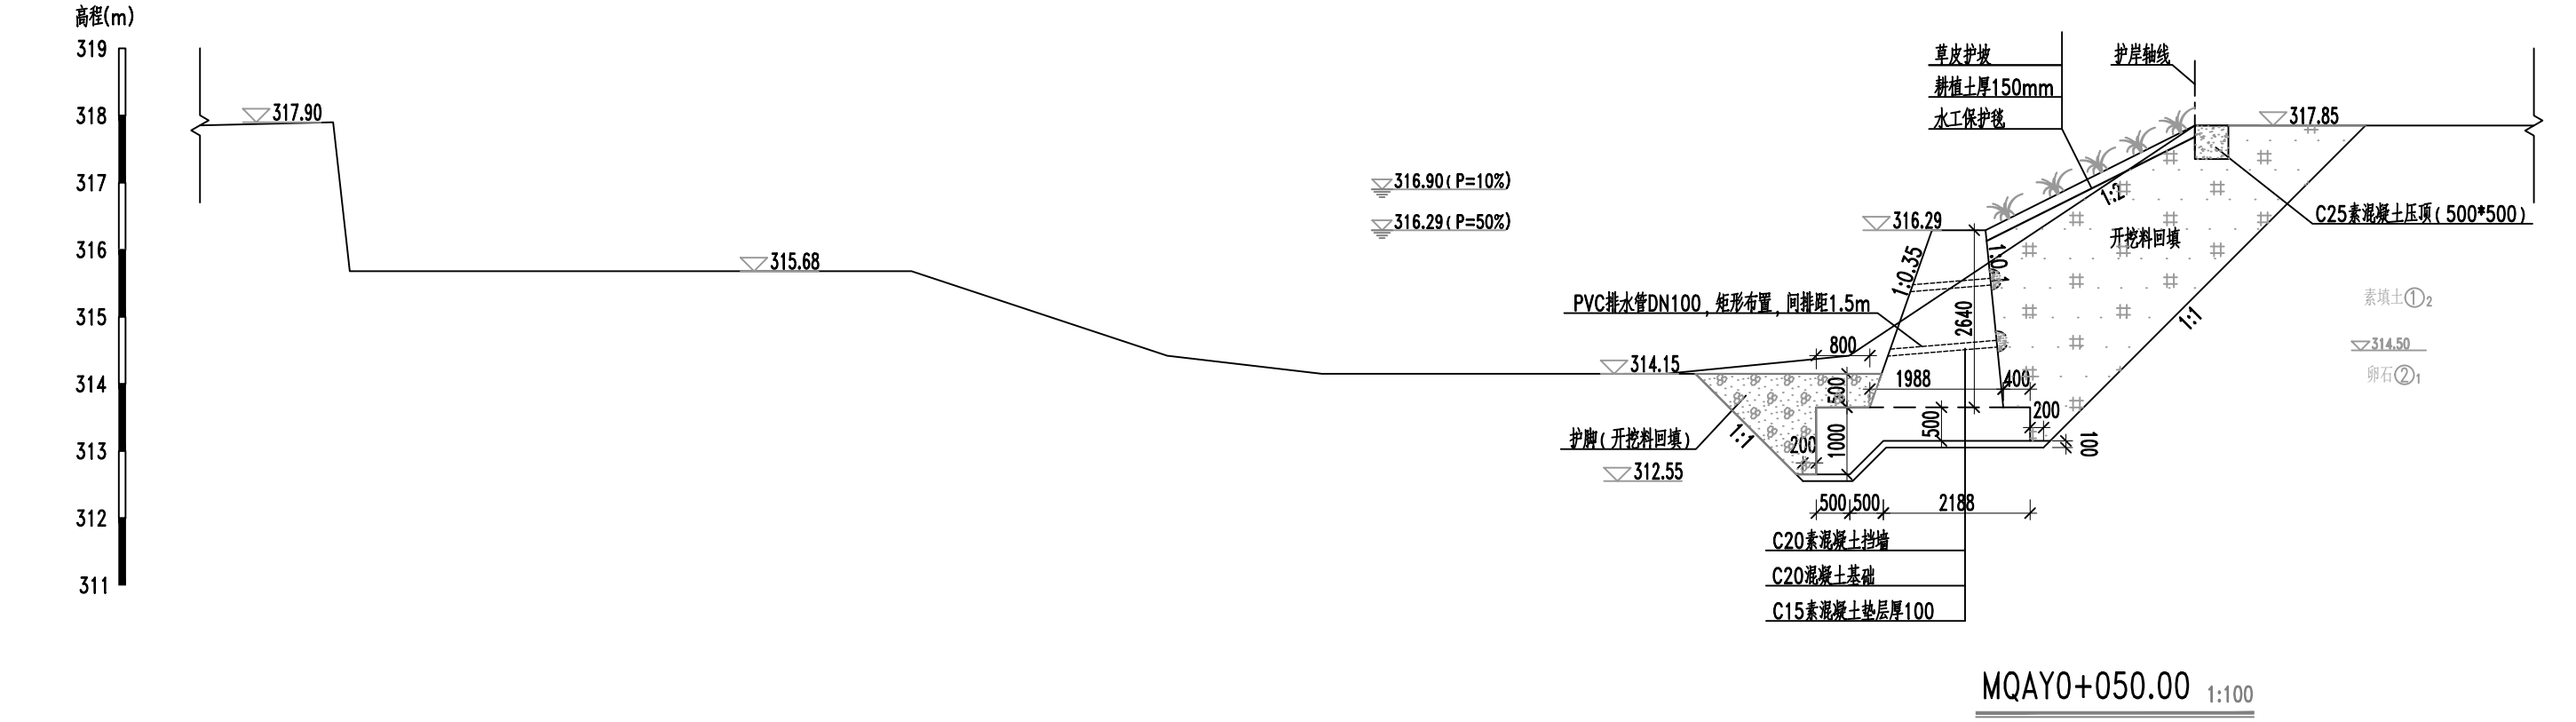 高程(m)
319
318
317
316
315
314
313
312
311
317.90
315.68
316.90(P=10%)
316.29(P=50%)
草皮护坡
耕植土厚150mm
水工保护毯
护岸轴线
317.85
1:2
C25素混凝土压顶(500*500)
开挖料回填
316.29
1:0.35
1:0.1
PVC排水管DN100,矩形布置,间排距1.5m
2640
1:1
素填土①2
314.50
卵石②1
314.15
800
500
1988
400
200
500
1000
200
100
护脚(开挖料回填)
1:1
312.55
500
500
2188
C20素混凝土挡墙
C20混凝土基础
C15素混凝土垫层厚100
MQAY0+050.00
1:100